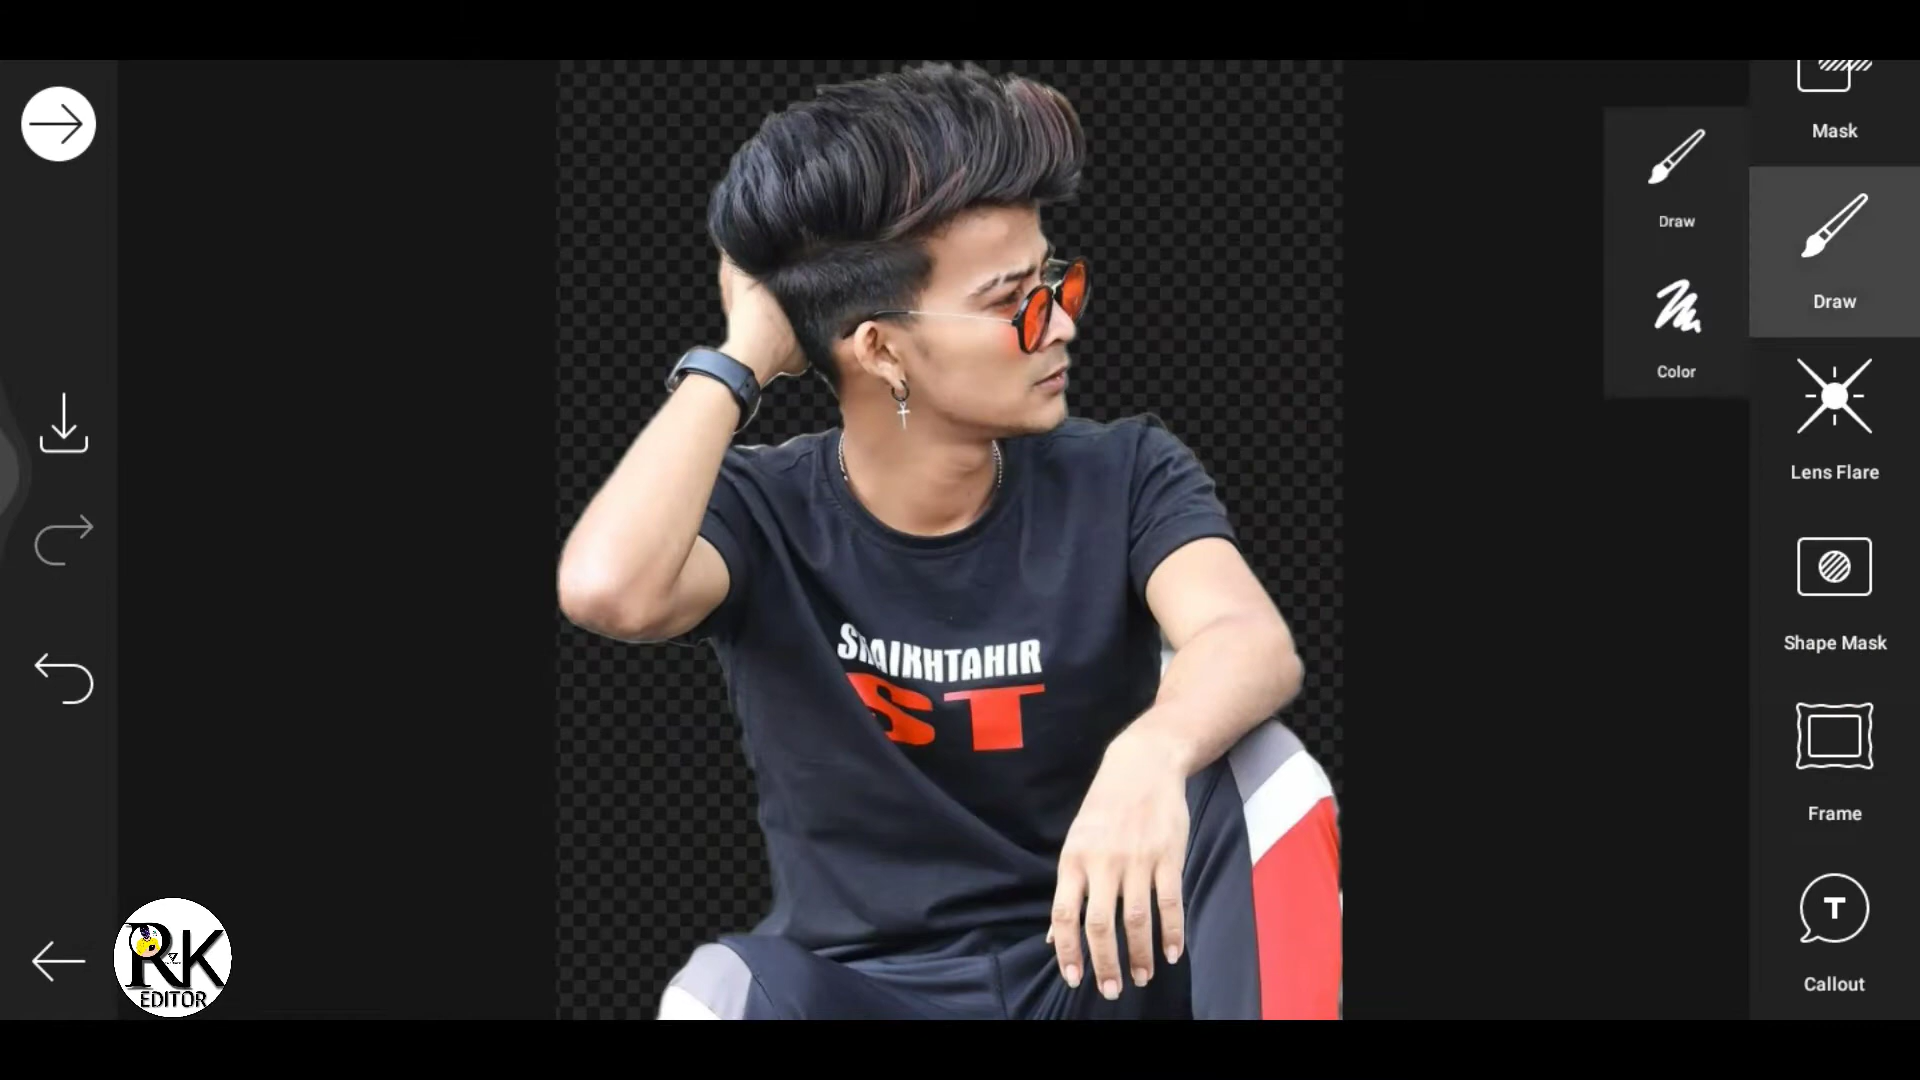 Mask
Draw
Draw
Color
Lens Flare
Shape Mask
Frame
Callout
T
SHAIKHTAHIR
ST
RK
EDITOR